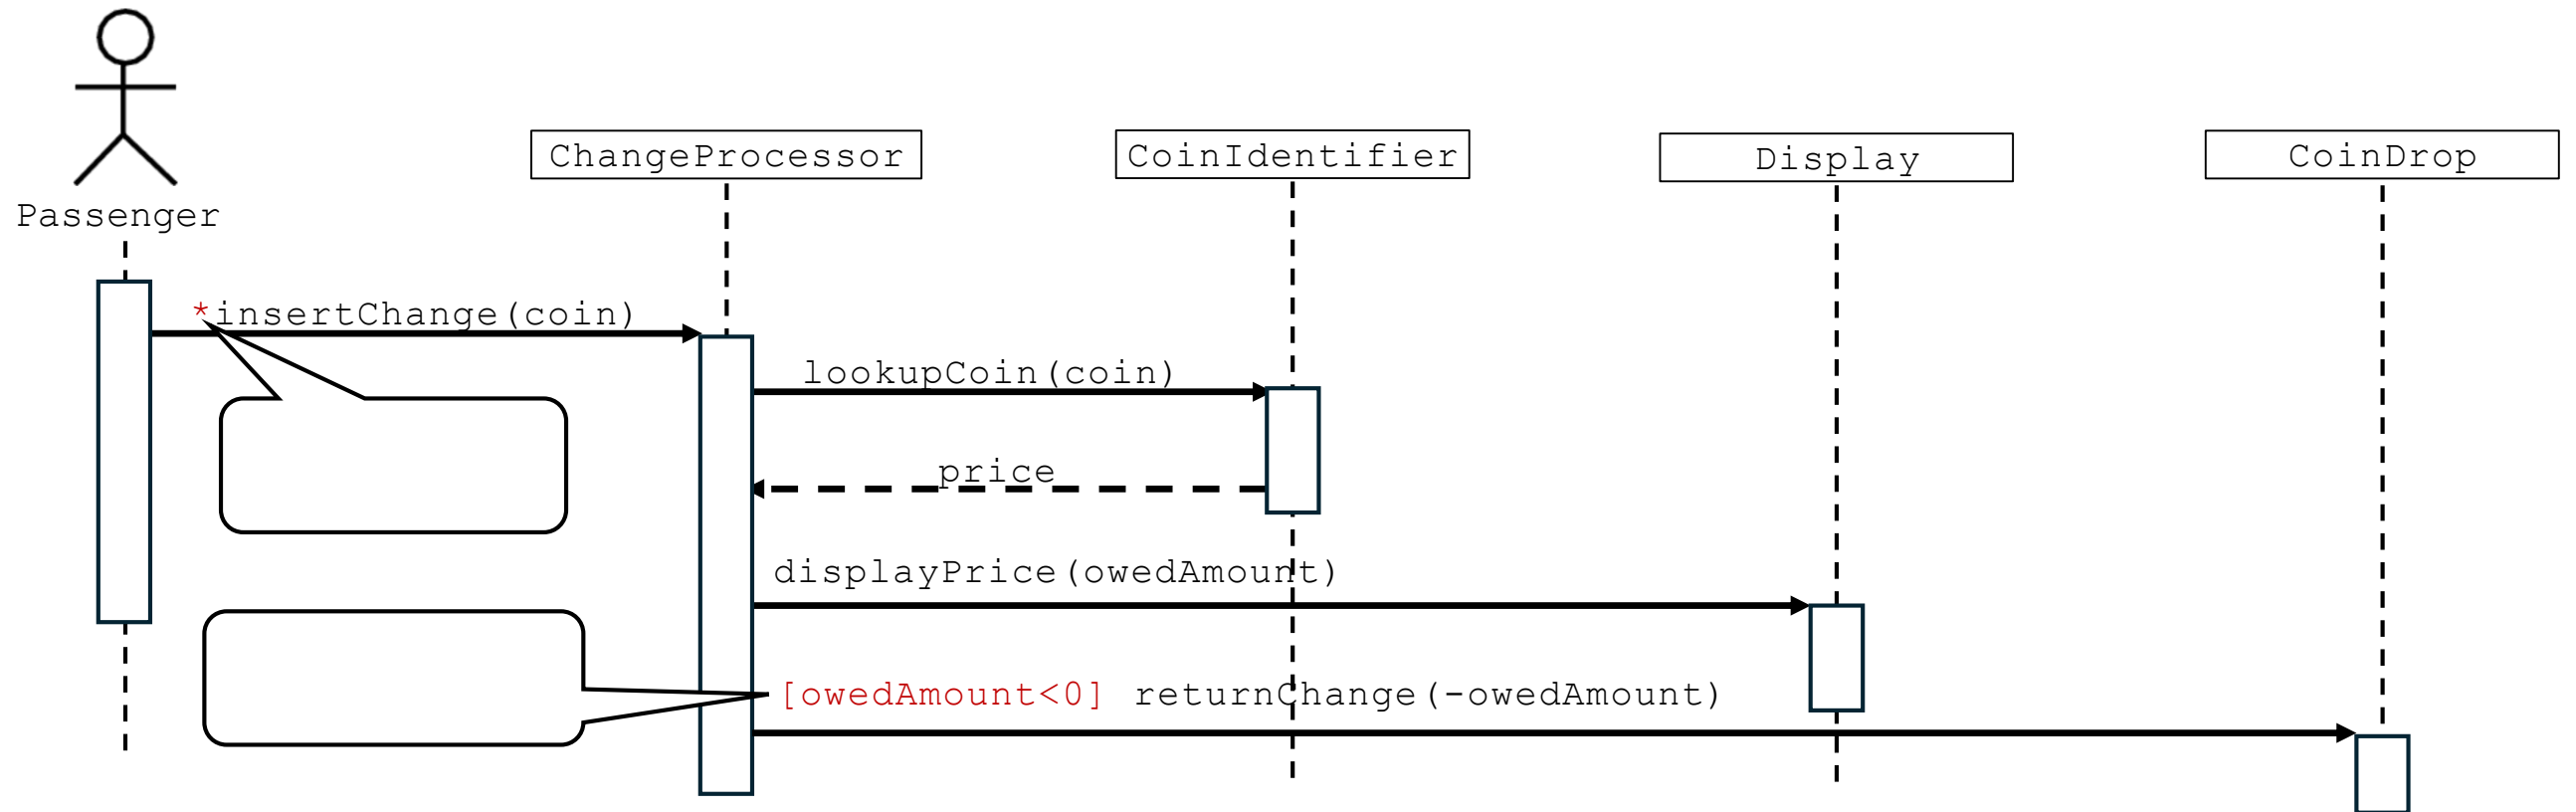 ChangeProcessor
CoinIdentifier
Display
CoinDrop
Passenger
*insertChange(coin)
lookupCoin(coin)
price
displayPrice(owedAmount)
[owedAmount<0] returnChange(-owedAmount)